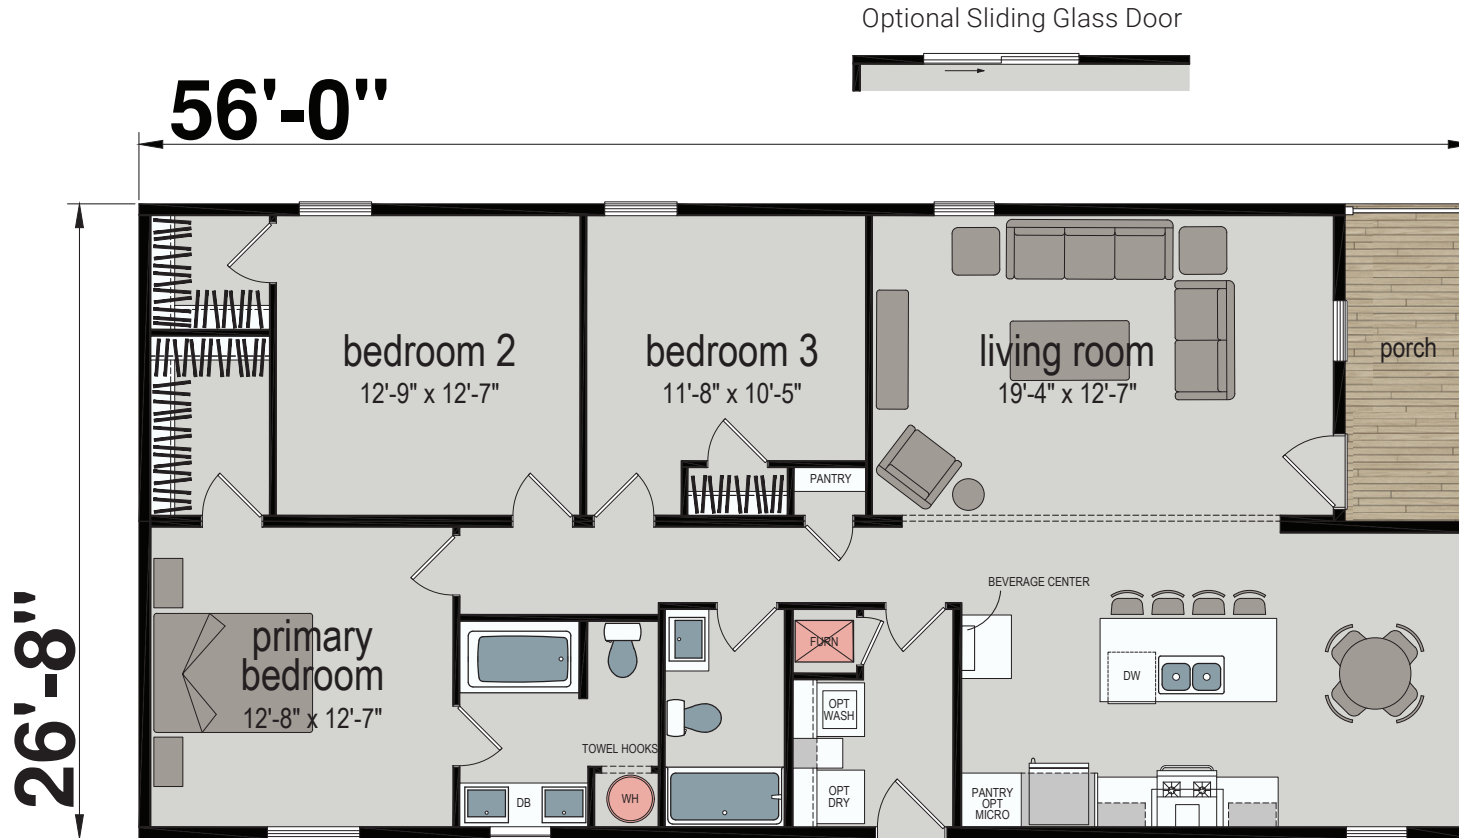 Optional Sliding Glass Door
56'-0"
26'-8"
bedroom 2
12'-9" x 12'-7"
bedroom 3
11'-8" x 10'-5"
living room
19'-4" x 12'-7"
porch
PANTRY
BEVERAGE CENTER
primary
bedroom
12'-8" x 12'-7"
FURN
OPT
WASH
DW
TOWEL HOOKS
DB
WH
OPT
DRY
PANTRY
OPT
MICRO